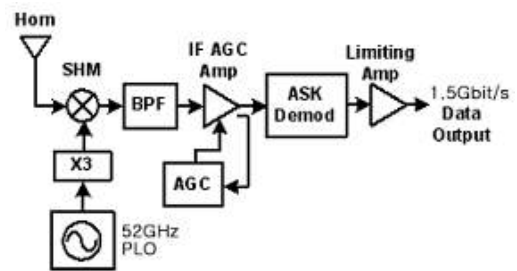 Horn
SHM
X3
52GHz
PLO
BPF
IF AGC
Amp
AGC
ASK
Demod
Limiting
Amp
1,5Gbit/s
Data
Output